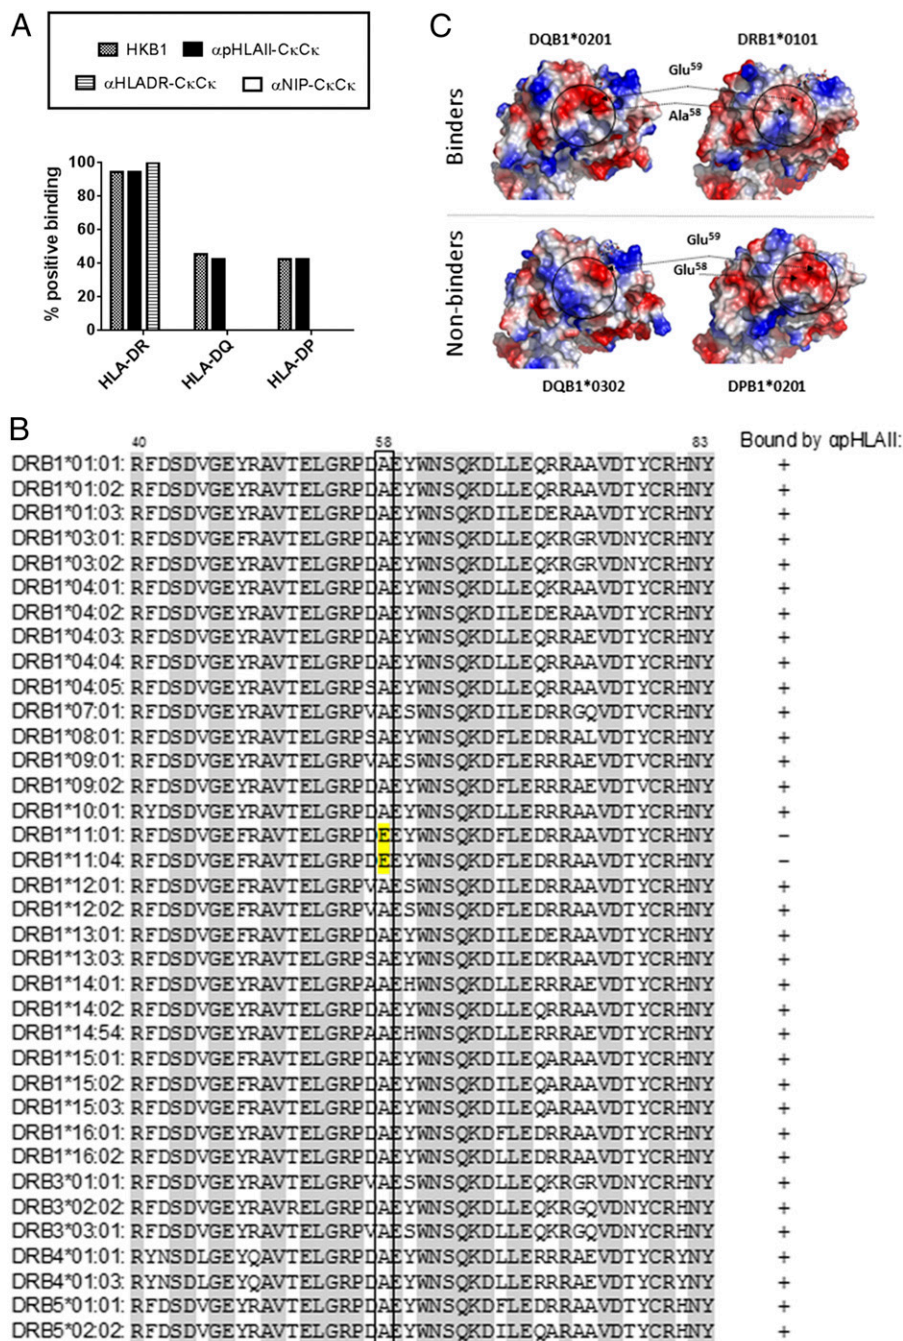 A
HKB1
αpHLAII-CκCκ
αHLADR-CκCκ
αNIP-CκCκ
% positive binding
100
80
60
40
20
0
HLA-DR
HLA-DQ
HLA-DP
C
DQB1*0201
DRB1*0101
Glu59
Ala58
Binders
Non-binders
Glu59
Glu58
DQB1*0302
DPB1*0201
B
40 58 83 Bound by αpHLAII:
DRB1*01:01: RFDSDVGEYRAVTELGRPDAEYWNSQKDLLEQRRAAVDTYCRHNY +
DRB1*01:02: RFDSDVGEYRAVTELGRPDAEYWNSQKDLLEQRRAAVDTYCRHNY +
DRB1*01:03: RFDSDVGEYRAVTELGRPDAEYWNSQKDILEDERAAVDTYCRHNY +
DRB1*03:01: RFDSDVGEFRAVTELGRPDAEYWNSQKDLLEQKRGRVDNYCRHNY +
DRB1*03:02: RFDSDVGEYRAVTELGRPDAEYWNSQKDLLEQKRGRVDNYCRHNY +
DRB1*04:01: RFDSDVGEYRAVTELGRPDAEYWNSQKDLLEQKRAAVDTYCRHNY +
DRB1*04:02: RFDSDVGEYRAVTELGRPDAEYWNSQKDILEDERAAVDTYCRHNY +
DRB1*04:03: RFDSDVGEYRAVTELGRPDAEYWNSQKDLLEQRRAEVDTYCRHNY +
DRB1*04:04: RFDSDVGEYRAVTELGRPDAEYWNSQKDLLEQRRAAVDTYCRHNY +
DRB1*04:05: RFDSDVGEYRAVTELGRPSAEYWNSQKDLLEQRRAAVDTYCRHNY +
DRB1*07:01: RFDSDVGEYRAVTELGRPVAESWNSQKDILEDRRGQVDTVCRHNY +
DRB1*08:01: RFDSDVGEYRAVTELGRPSAEYWNSQKDFLEDRRALVDTYCRHNY +
DRB1*09:01: RFDSDVGEYRAVTELGRPVAESWNSQKDFLERRRAEVDTYCRHNY +
DRB1*09:02: RFDSDVGEYRAVTELGRPDAEYWNSQKDFLERRRAEVDTYCRHNY +
DRB1*10:01: RYDSDVGEYRAVTELGRPDAEYWNSQKDLLERRRAAVDTYCRHNY +
DRB1*11:01: RFDSDVGEFRAVTELGRPDEEYWNSQKDFLEDRRAAVDTYCRHNY −
DRB1*11:04: RFDSDVGEFRAVTELGRPDEEYWNSQKDFLEDRRAAVDTYCRHNY −
DRB1*12:01: RFDSDVGEFRAVTELGRPVAESWNSQKDILEDRRAAVDTYCRHNY +
DRB1*12:02: RFDSDVGEFRAVTELGRPVAESWNSQKDFLEDRRAAVDTYCRHNY +
DRB1*13:01: RFDSDVGEFRAVTELGRPDAEYWNSQKDILEDERAAVDTYCRHNY +
DRB1*13:03: RFDSDVGEFRAVTELGRPSAEYWNSQKDILEDKRAAVDTYCRHNY +
DRB1*14:01: RFDSDVGEYRAVTELGRPAAEHWNSQKDLLERRRAEVDTYCRHNY +
DRB1*14:02: RFDSDVGEYRAVTELGRPDAEYWNSQKDLLEQRRAAVDTYCRHNY +
DRB1*14:54: RFDSDVGEYRAVTELGRPAAEHWNSQKDLLERRRAEVDTYCRHNY +
DRB1*15:01: RFDSDVGEFRAVTELGRPDAEYWNSQKDILEQARAAVDTYCRHNY +
DRB1*15:02: RFDSDVGEFRAVTELGRPDAEYWNSQKDILEQARAAVDTYCRHNY +
DRB1*15:03: RFDSDVGEFRAVTELGRPDAEYWNSQKDILEQARAAVDTYCRHNY +
DRB1*16:01: RFDSDVGEYRAVTELGRPDAEYWNSQKDFLEDRRAAVDTYCRHNY +
DRB1*16:02: RFDSDVGEYRAVTELGRPDAEYWNSQKDLLEDRRAAVDTYCRHNY +
DRB3*01:01: RFDSDVGEYRAVTELGRPVAESWNSQKDLLEQKRGRVDNYCRHNY +
DRB3*02:02: RFDSDVGEYRAVRELGRPDAEYWNSQKDLLEQKRGQVDNYCRHNY +
DRB3*03:01: RFDSDVGEYRAVTELGRPVAESWNSQKDLLEQKRGQVDNYCRHNY +
DRB4*01:01: RYNSDLGEYQAVTELGRPDAEYWNSQKDLLERRRAEVDTYCRYNY +
DRB4*01:03: RYNSDLGEYQAVTELGRPDAEYWNSQKDLLERRRAEVDTYCRYNY +
DRB5*01:01: RFDSDVGEYRAVTELGRPDAEYWNSQKDFLEDRRAAVDTYCRHNY +
DRB5*02:02: RFDSDVGEYRAVTELGRPDAEYWNSQKDILEQARAAVDTYCRHNY +